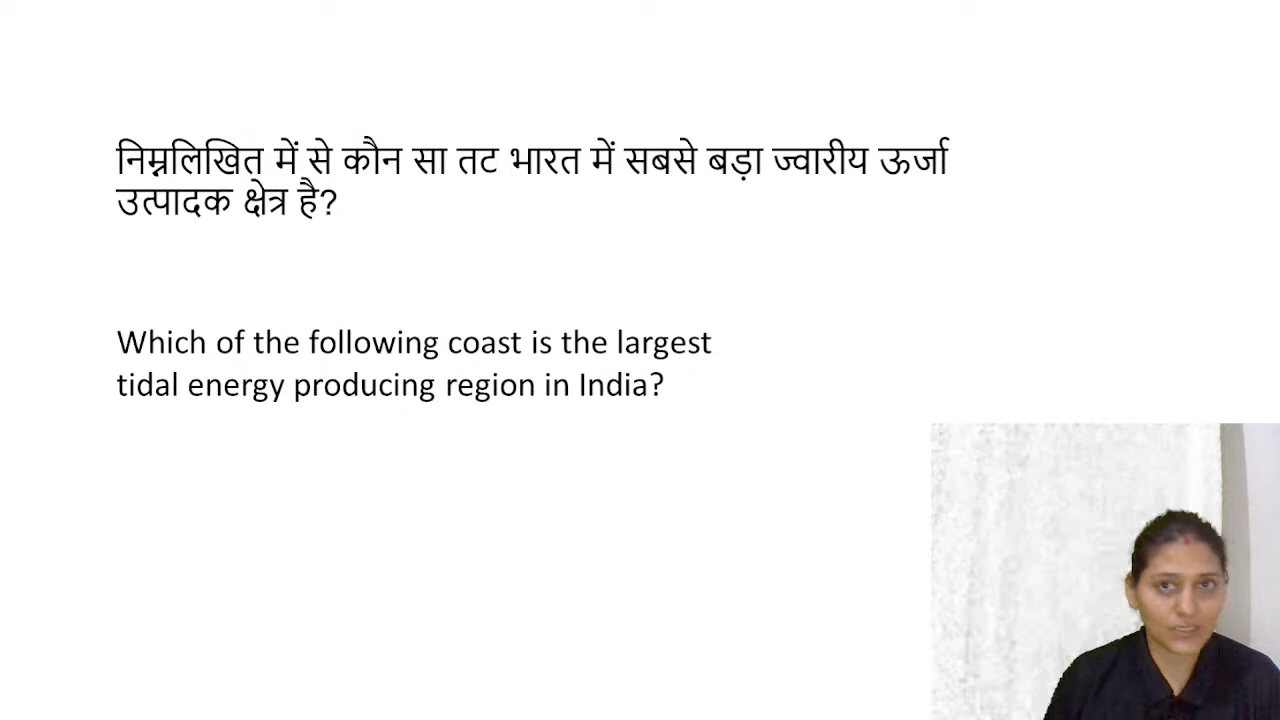 निम्नलिखित में से कौन सा तट भारत में सबसे बड़ा ज्वारीय ऊर्जा
उत्पादक क्षेत्र है?
Which of the following coast is the largest
tidal energy producing region in India?